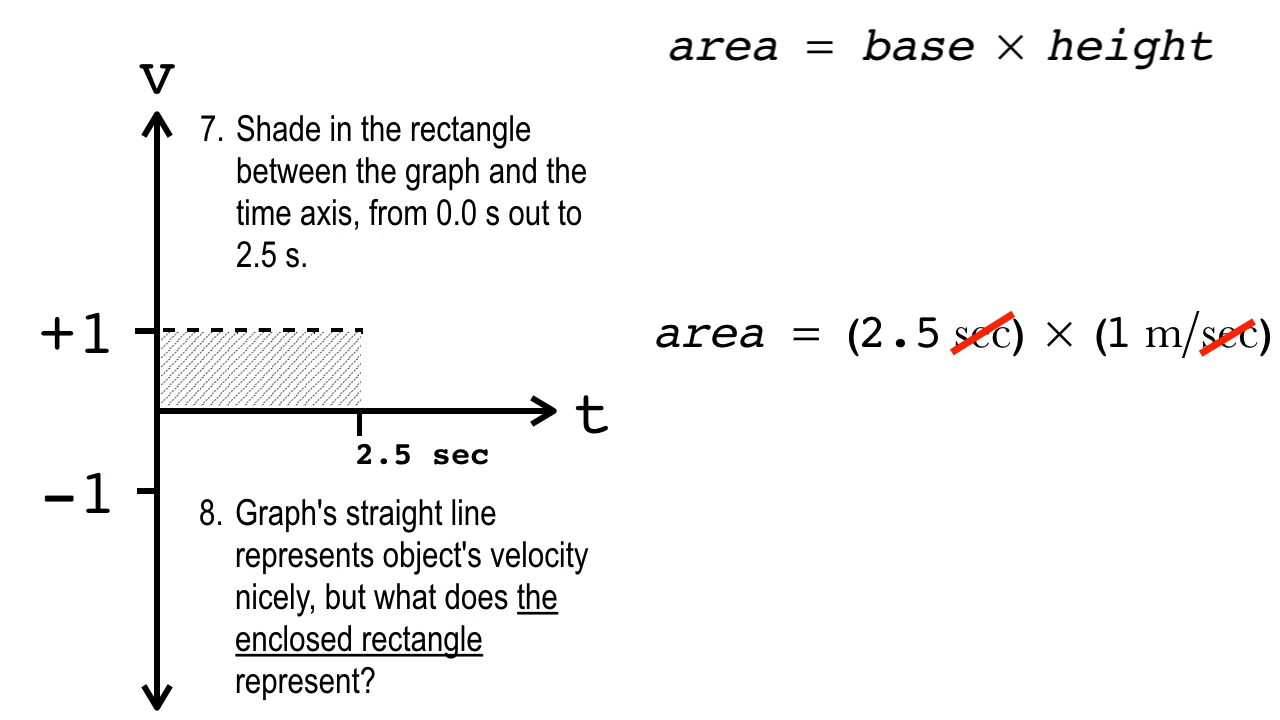 area = base × height
v
7. Shade in the rectangle
between the graph and the
time axis, from 0.0 s out to
2.5 s.
+1
area = (2.5 sec) × (1 m/sec)
t
2.5 sec
-1
8. Graph's straight line
represents object's velocity
nicely, but what does the
enclosed rectangle
represent?